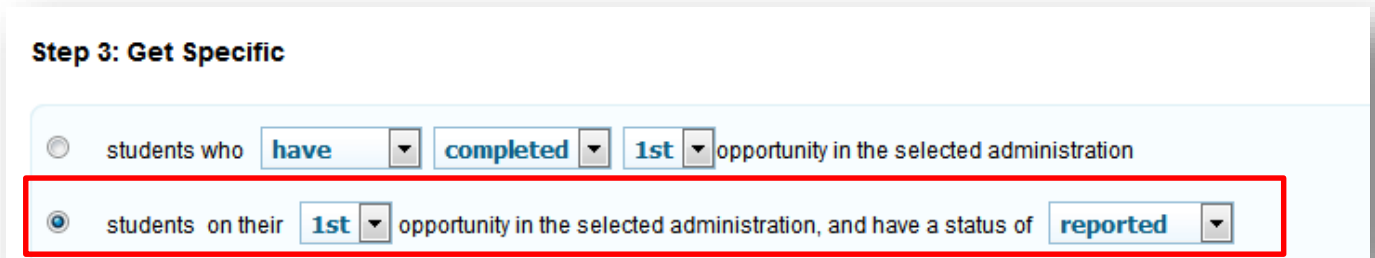 Step 3: Get Specific
students who have completed 1st opportunity in the selected administration
students on their 1st opportunity in the selected administration, and have a status of reported